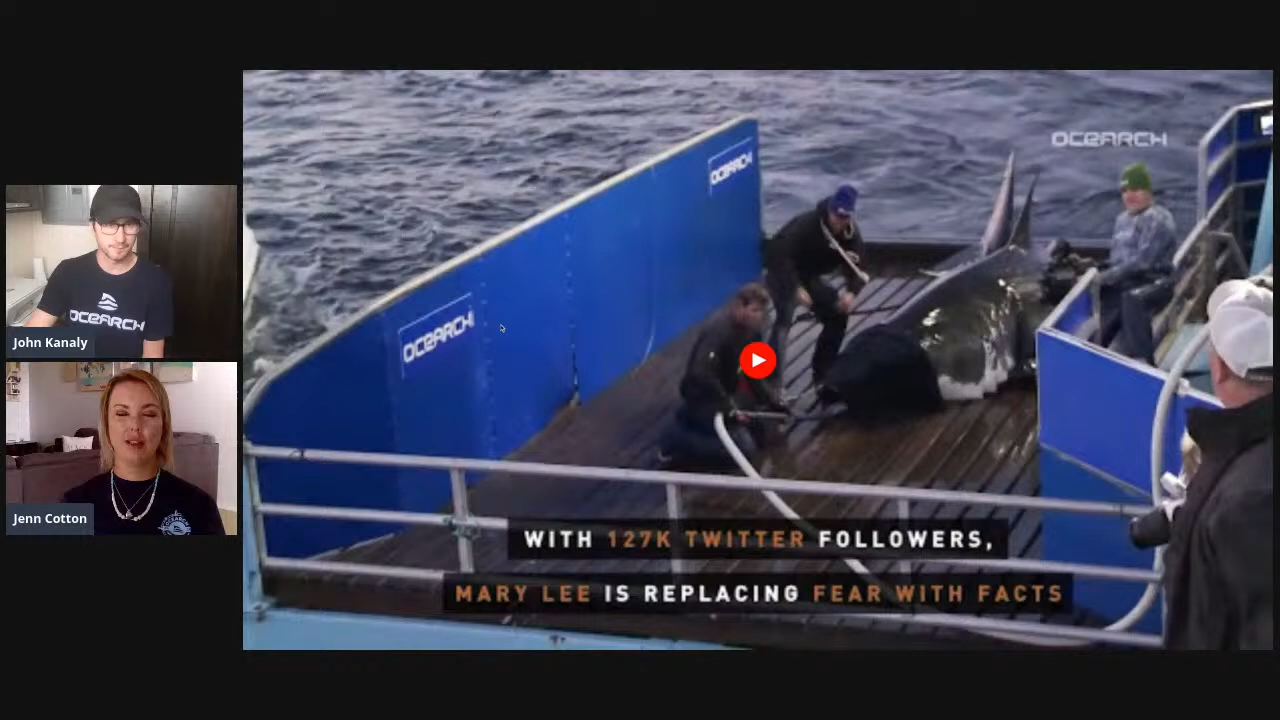 OCEARCH
OCEARCH
OCEARCH
OCEARCH
John Kanaly
Jenn Cotton
WITH 127K TWITTER FOLLOWERS,
MARY LEE IS REPLACING FEAR WITH FACTS